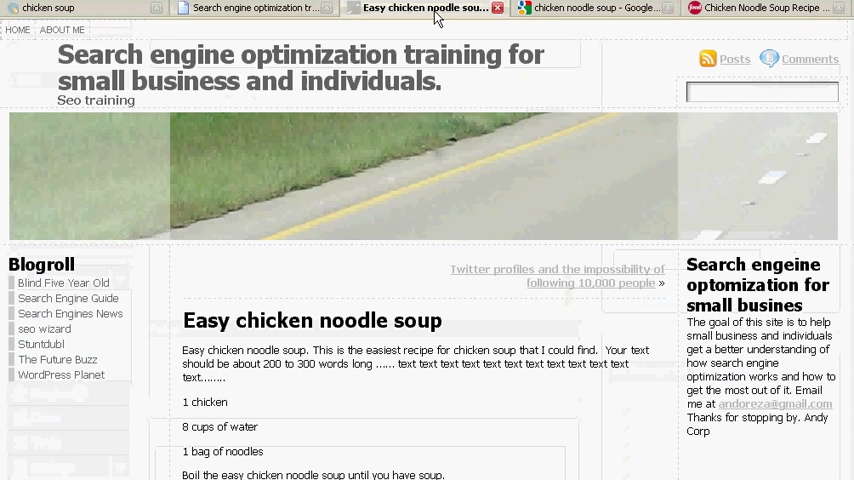 chicken soup
Search engine optimization tr...
Easy chicken noodle sou...
chicken noodle soup - Google...
Chicken Noodle Soup Recipe ...
HOME
ABOUT ME
Search engine optimization training for
small business and individuals.
Seo training
Posts
Comments
Blogroll
Blind Five Year Old
Search Engine Guide
Search Engines News
seo wizard
Stuntdubl
The Future Buzz
WordPress Planet
Twitter profiles and the impossibility of
following 10,000 people »
Easy chicken noodle soup
Easy chicken noodle soup. This is the easiest recipe for chicken soup that I could find. Your text
should be about 200 to 300 words long ...... text text text text text text text text text text text
text........
1 chicken
8 cups of water
1 bag of noodles
Boil the easy chicken noodle soup until you have soup.
Search engeine
optomization for
small busines
The goal of this site is to help
small business and individuals
get a better understanding of
how search engine
optimization works and how to
get the most out of it. Email
me at andoreza@gmail.com
Thanks for stopping by. Andy
Corp